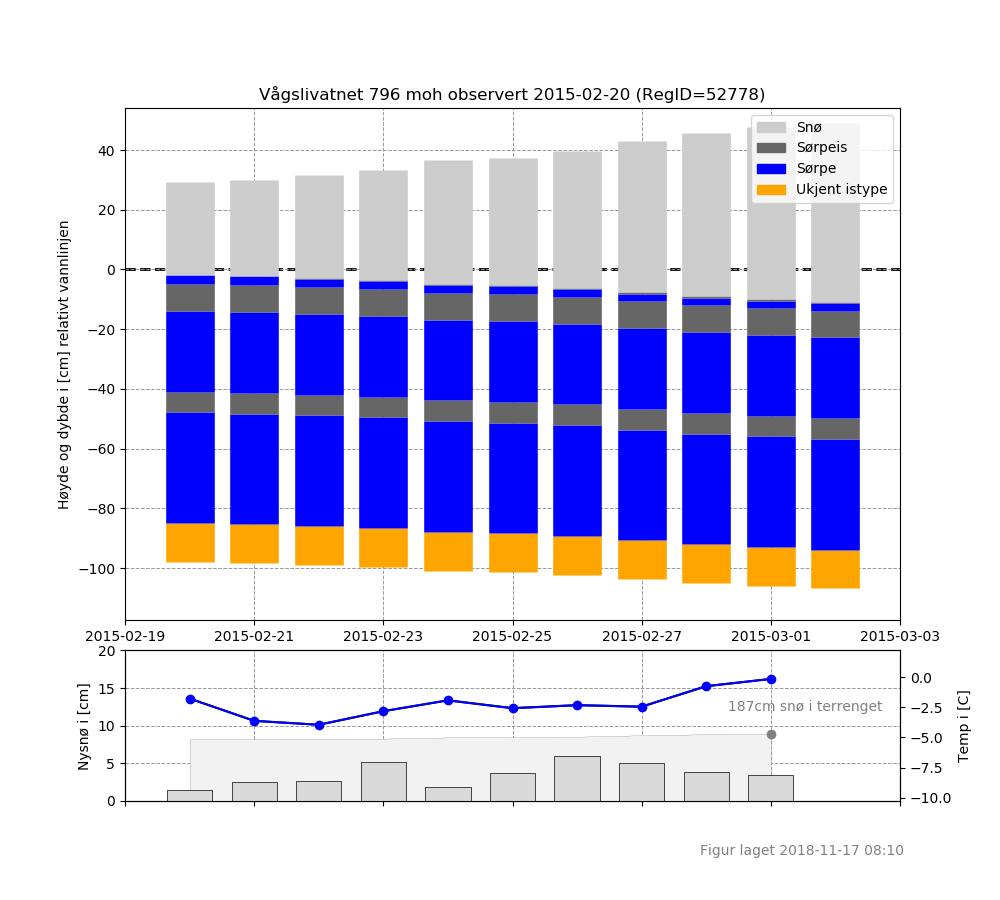 Vågslivatnet 796 moh observert 2015-02-20 (RegID=52778)
Høyde og dybde i [cm] relativt vannlinjen
40
20
0
−20
−40
−60
−80
−100
Snø
Sørpeis
Sørpe
Ukjent istype
2015-02-19 2015-02-21 2015-02-23 2015-02-25 2015-02-27 2015-03-01 2015-03-03
Nysnø i [cm]
20
15
10
5
0
187cm snø i terrenget
0.0
−2.5
−5.0
−7.5
−10.0
Temp i [C]
Figur laget 2018-11-17 08:10